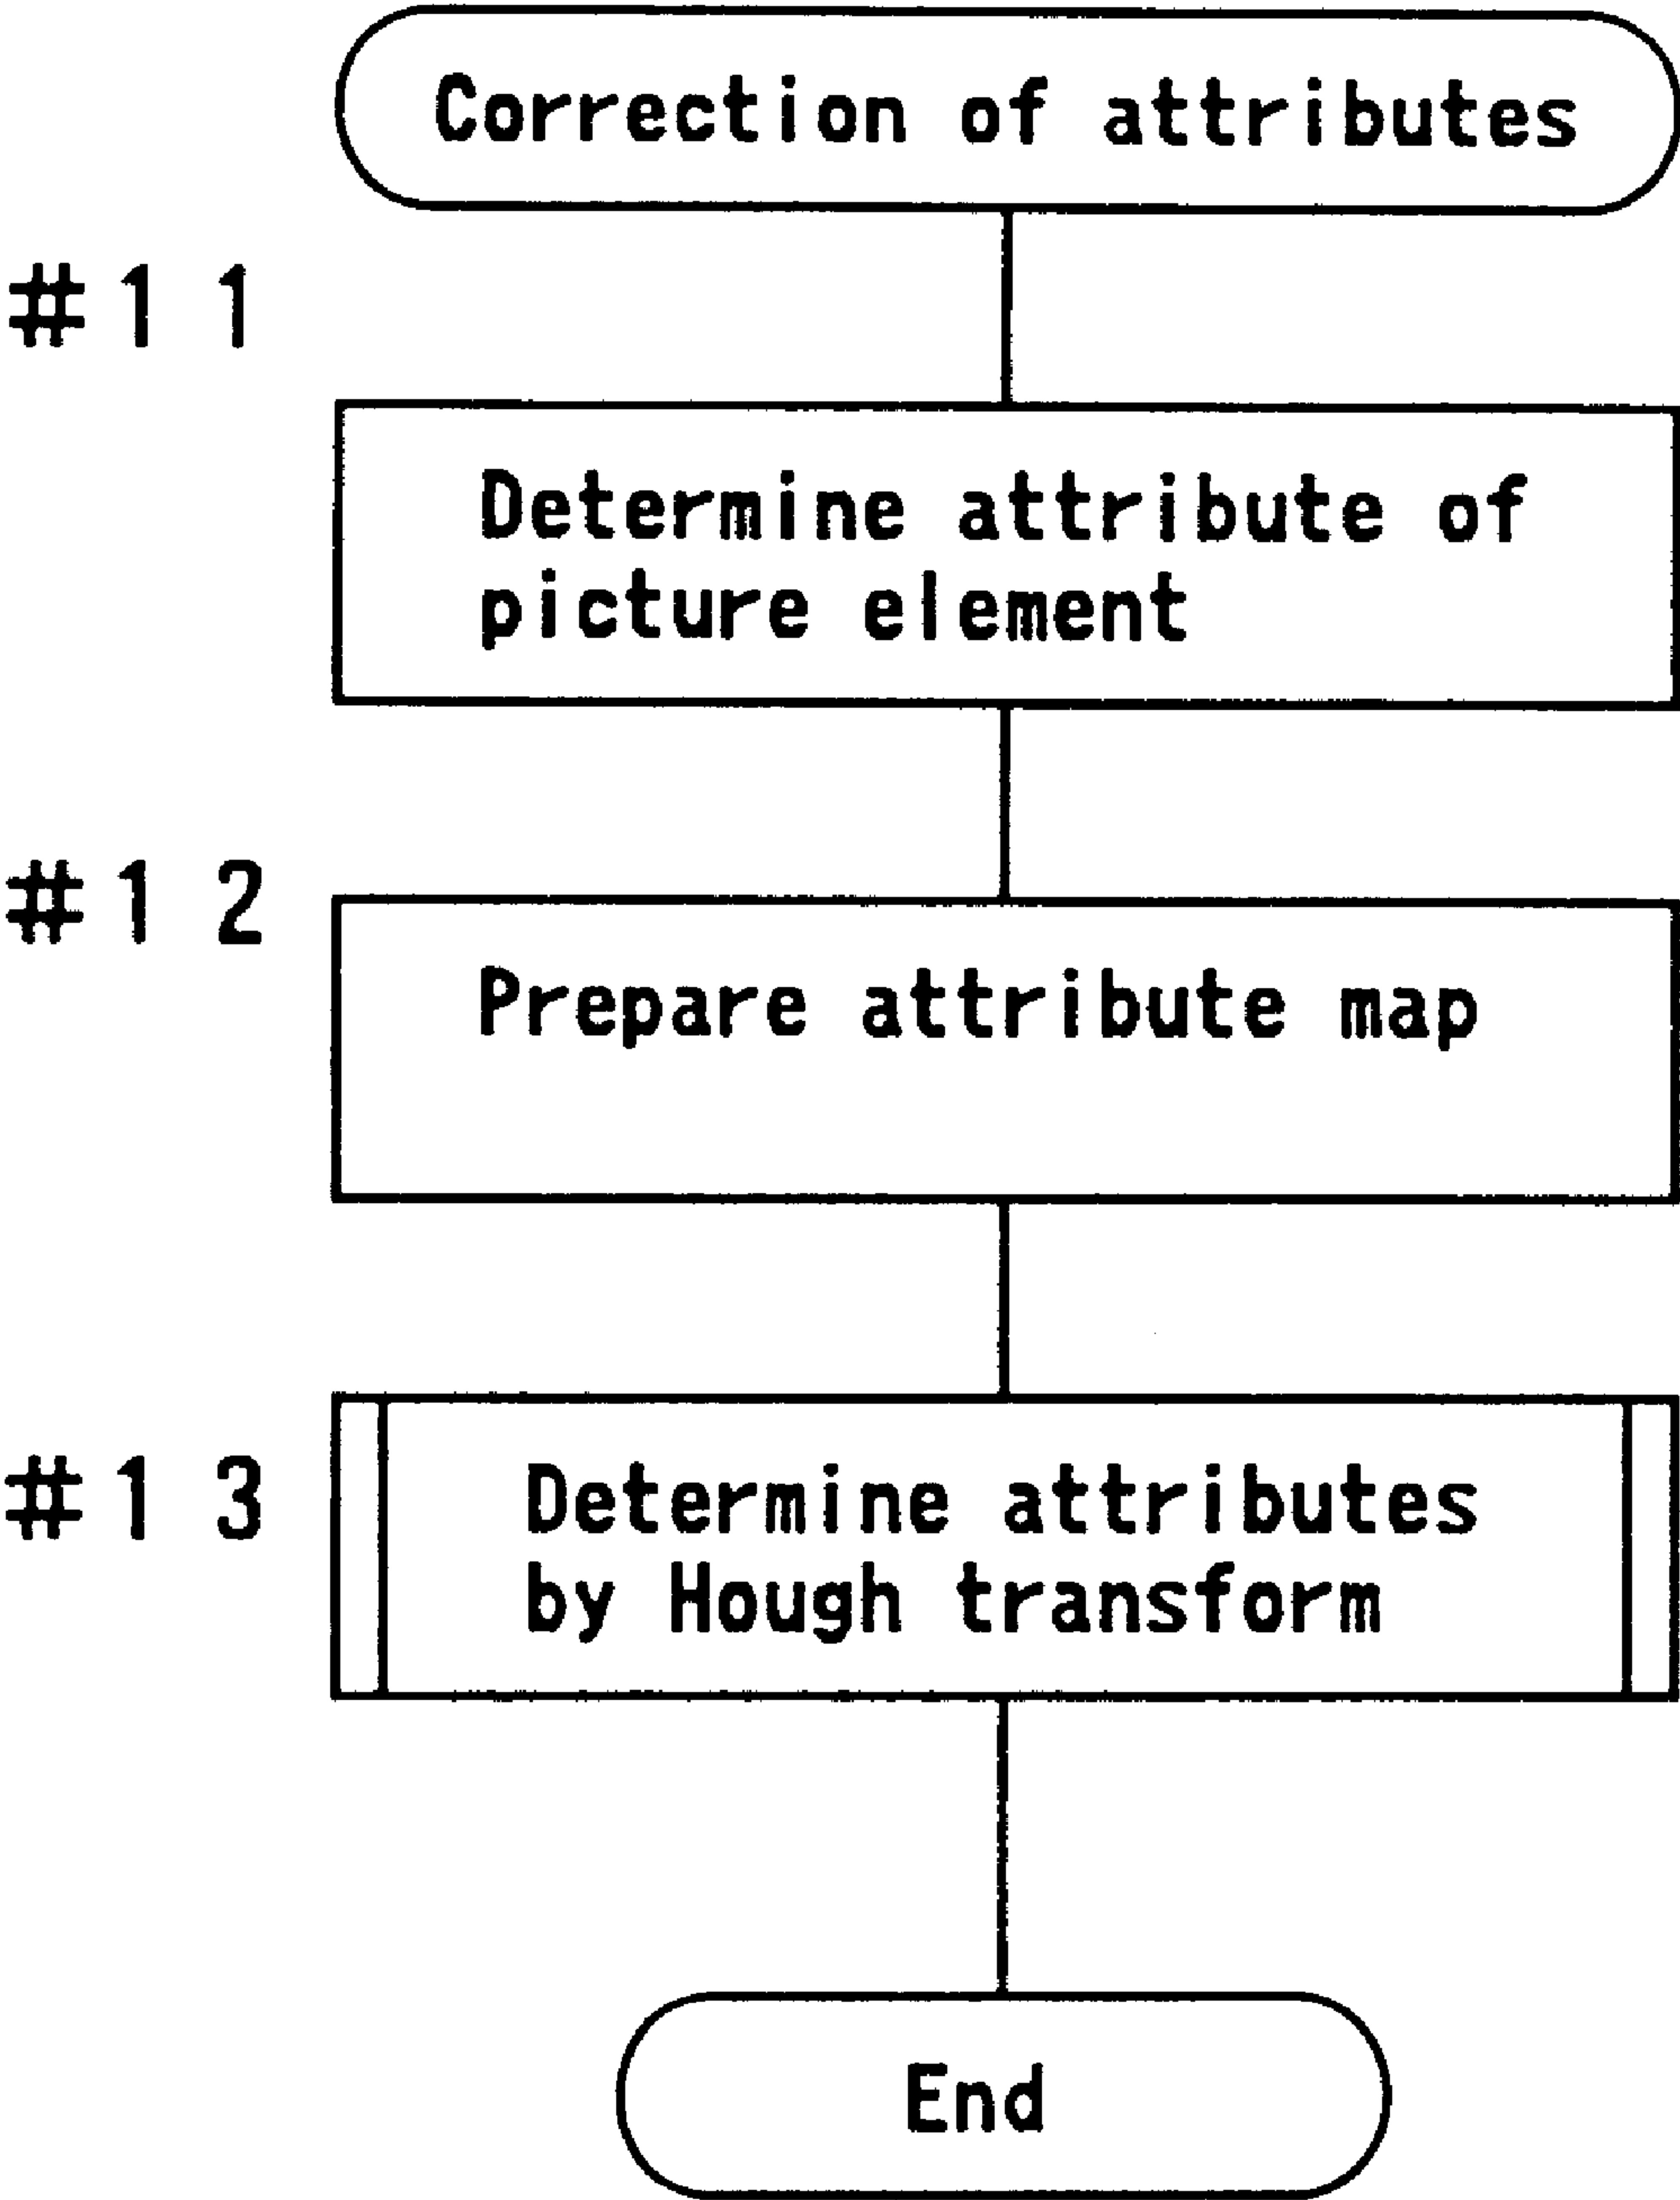 Correction of attributes
#11
Determine attribute of
picture element
#12
Prepare attribute map
#13
Determine attributes
by Hough transform
End